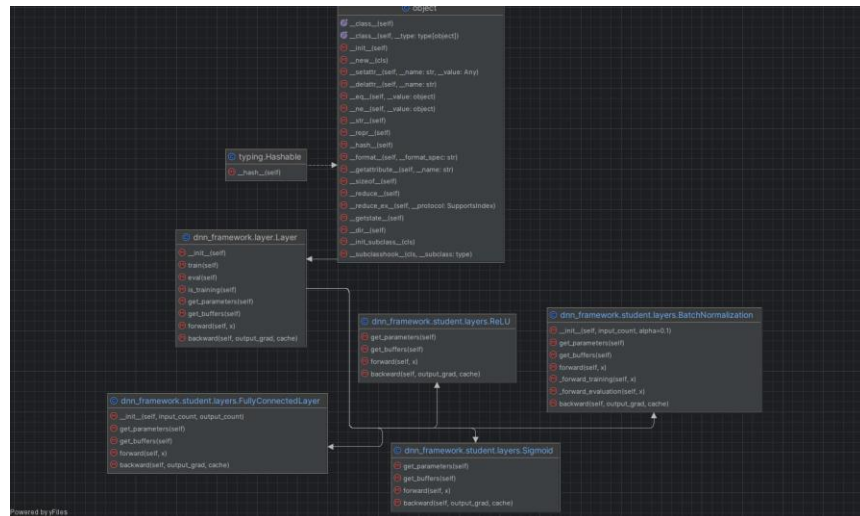 object
__class__(self)
__class__(self, __type: type[object])
__init__(self)
__new__(cls)
__setattr__(self, __name: str, __value: Any)
__delattr__(self, __name: str)
__eq__(self, __value: object)
__ne__(self, __value: object)
__str__(self)
__repr__(self)
__hash__(self)
__format__(self, __format_spec: str)
__getattribute__(self, __name: str)
__sizeof__(self)
__reduce__(self)
__reduce_ex__(self, __protocol: SupportsIndex)
__getstate__(self)
__dir__(self)
__init_subclass__(cls)
__subclasshook__(cls, __subclass: type)
typing.Hashable
__hash__(self)
dnn_framework.layer.Layer
__init__(self)
train(self)
eval(self)
is_training(self)
get_parameters(self)
get_buffers(self)
forward(self, x)
backward(self, output_grad, cache)
dnn_framework.student.layers.ReLU
get_parameters(self)
get_buffers(self)
forward(self, x)
backward(self, output_grad, cache)
dnn_framework.student.layers.BatchNormalization
__init__(self, input_count, alpha=0.1)
get_parameters(self)
get_buffers(self)
forward(self, x)
_forward_training(self, x)
_forward_evaluation(self, x)
backward(self, output_grad, cache)
dnn_framework.student.layers.FullyConnectedLayer
__init__(self, input_count, output_count)
get_parameters(self)
get_buffers(self)
forward(self, x)
backward(self, output_grad, cache)
dnn_framework.student.layers.Sigmoid
get_parameters(self)
get_buffers(self)
forward(self, x)
backward(self, output_grad, cache)
Powered by yFiles